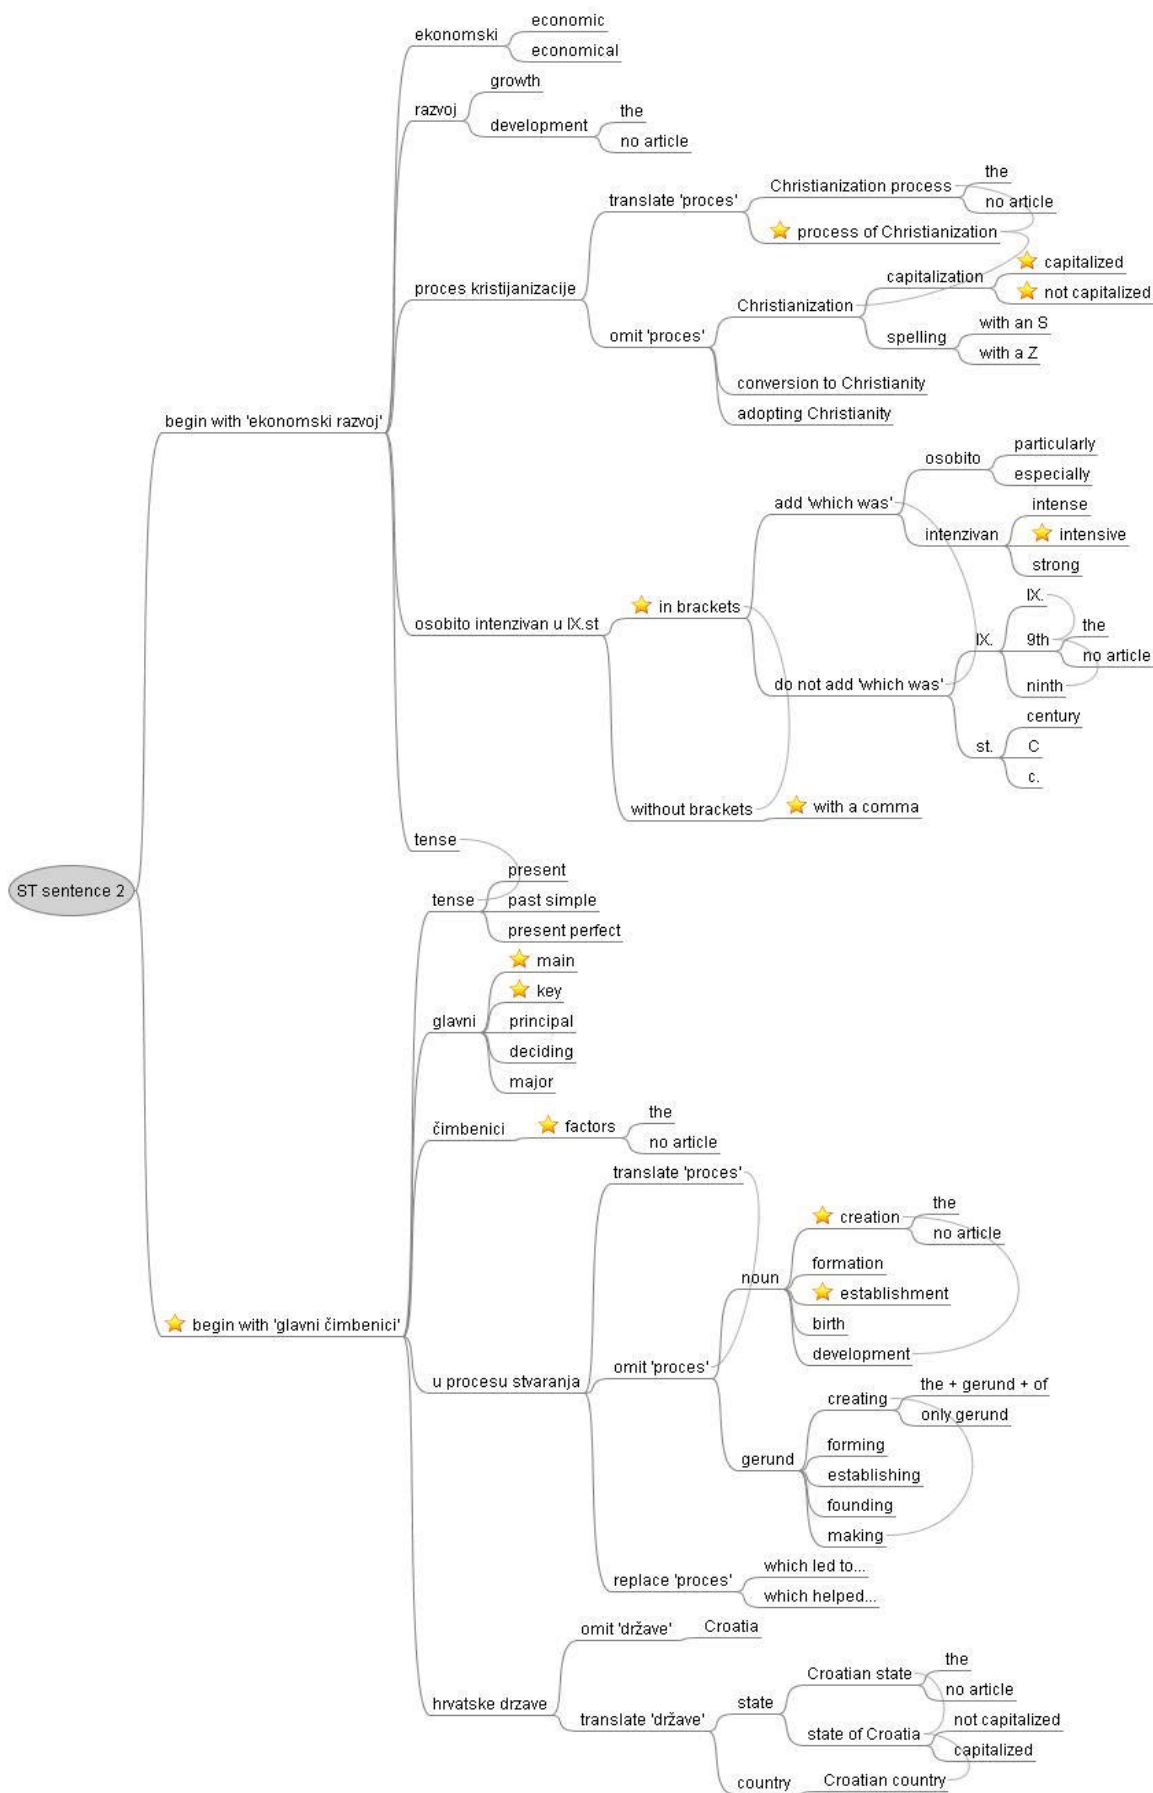 ekonomski
economic
economical
razvoj
growth
development
the
no article
proces kristijanizacije
translate 'proces'
Christianization process
the
no article
process of Christianization
omit 'proces'
Christianization
capitalization
capitalized
not capitalized
spelling
with an S
with a Z
conversion to Christianity
adopting Christianity
begin with 'ekonomski razvoj'
osobito intenzivan u IX.st
in brackets
add 'which was'
osobito
particularly
especially
intenzivan
intense
intensive
strong
do not add 'which was'
IX.
IX.
9th
the
no article
ninth
st.
century
C
c.
without brackets
with a comma
tense
ST sentence 2
tense
present
past simple
present perfect
glavni
main
key
principal
deciding
major
čimbenici
factors
the
no article
begin with 'glavni čimbenici'
u procesu stvaranja
translate 'proces'
omit 'proces'
noun
creation
the
no article
formation
establishment
birth
development
gerund
creating
the + gerund + of
only gerund
forming
establishing
founding
making
replace 'proces'
which led to...
which helped...
hrvatske drzave
omit 'države'
Croatia
translate 'države'
state
Croatian state
the
no article
state of Croatia
not capitalized
capitalized
country
Croatian country